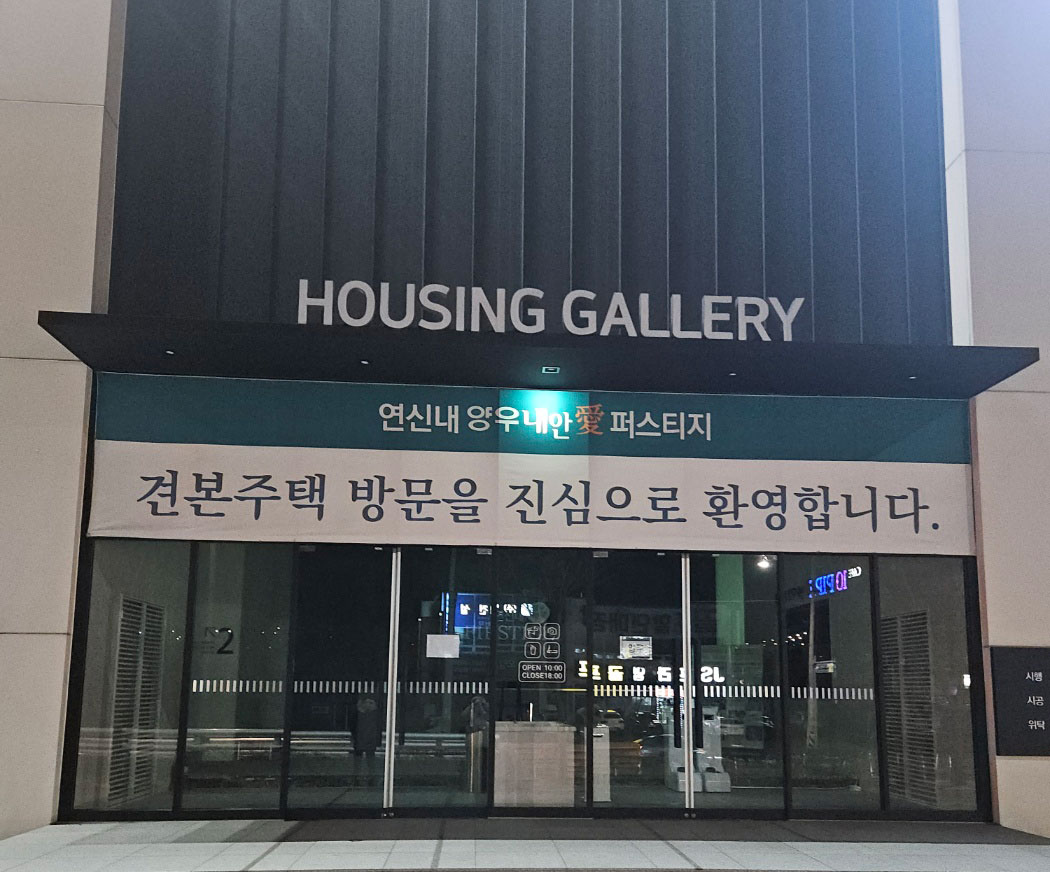 HOUSING GALLERY
연신내 양우내안愛 퍼스티지
견본주택 방문을 진심으로 환영합니다.
2
OPEN 10:00
CLOSE 18:00
시행
시공
위탁